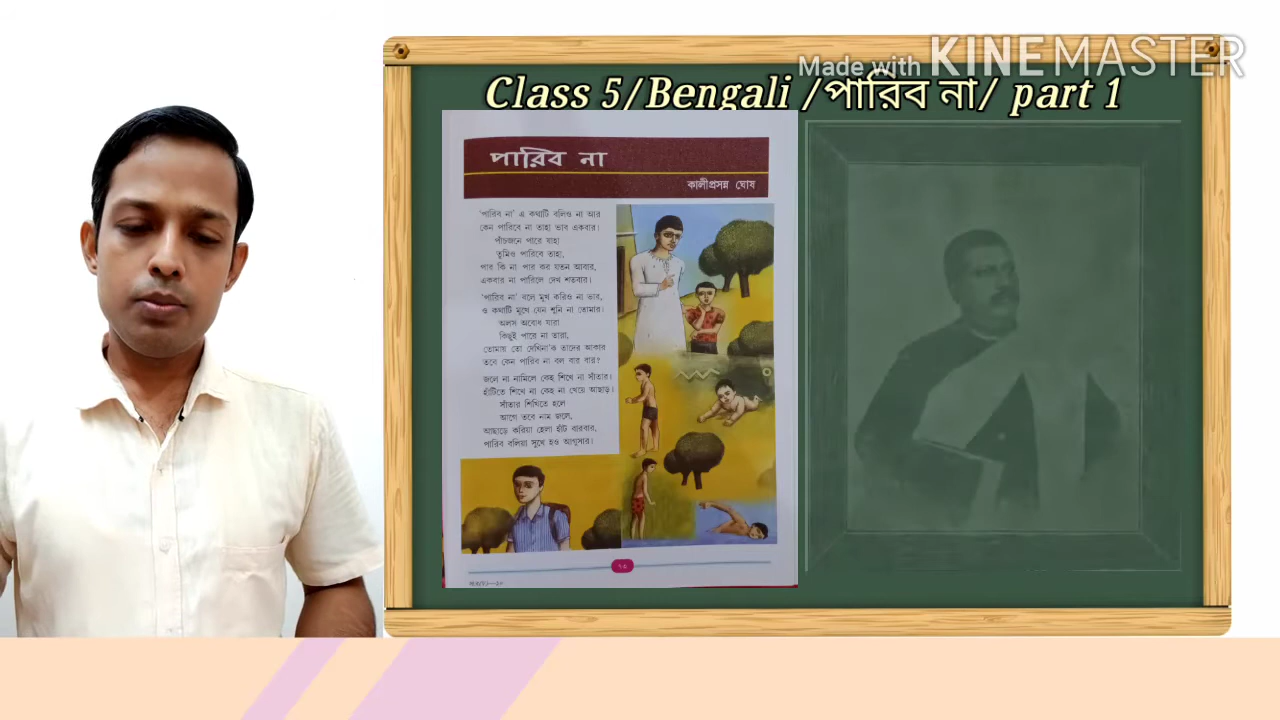 Made with KINEMASTER
Class 5/Bengali /পারিব না/ part 1
পারিব না
কালীপ্রসন্ন ঘোষ
'পারিব না' এ কথাটি বলিও না আর
কেন পারিবে না তাহা ভাব একবার।
পাঁচজনে পারে যাহা
তুমিও পারিবে তাহা,
পার কি না পার কর যতন আবার,
একবার না পারিলে দেখ শতবার।
'পারিব না' বলে মুখ করিও না ভার,
ও কথাটি মুখে যেন শুনি না তোমার।
অলস অবোধ যারা
কিছুই পারে না তারা,
তোমায় তো দেখিনা'ক তাদের আকার
তবে কেন পারিব না বল বার বার?
জলে না নামিলে কেহ শিখে না সাঁতার।
হাঁটিতে শিখে না কেহ না খেয়ে আছাড়।
সাঁতার শিখিতে হলে
আগে তবে নাম জলে,
আছাড়ে করিয়া হেলা হাঁট বারবার,
পারিব বলিয়া সুখে হও আগুসার।